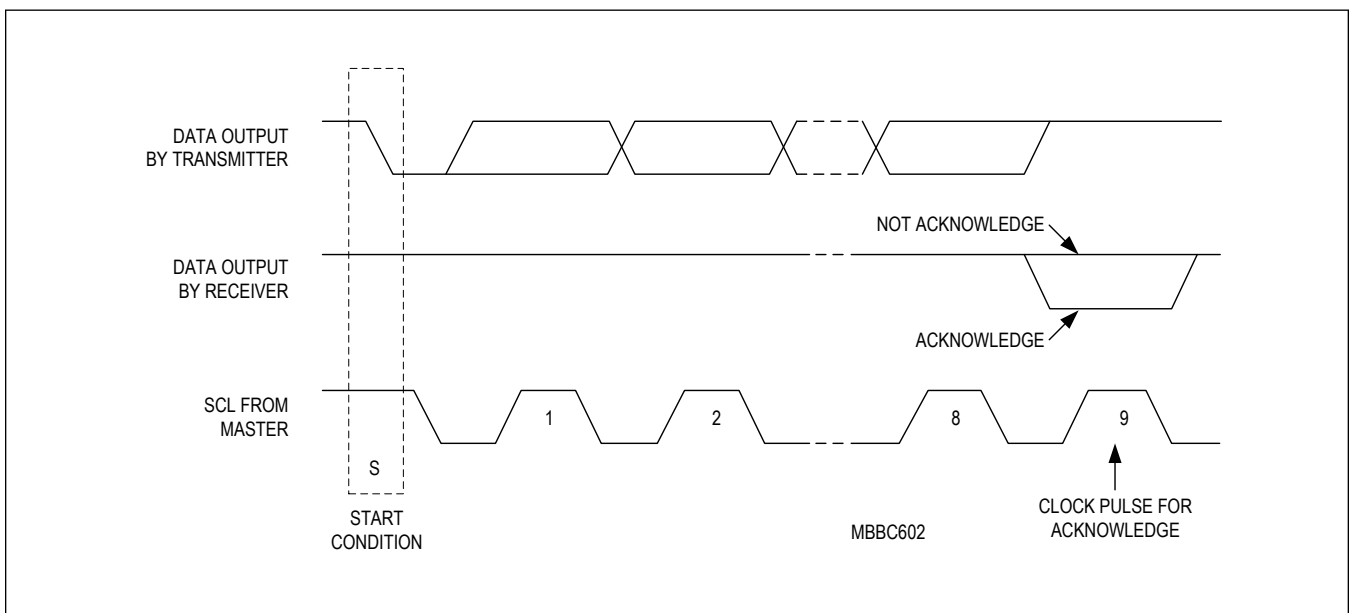 DATA OUTPUT
BY TRANSMITTER
NOT ACKNOWLEDGE
DATA OUTPUT
BY RECEIVER
ACKNOWLEDGE
SCL FROM
MASTER
1
2
8
9
S
START
CONDITION
MBBC602
CLOCK PULSE FOR
ACKNOWLEDGE